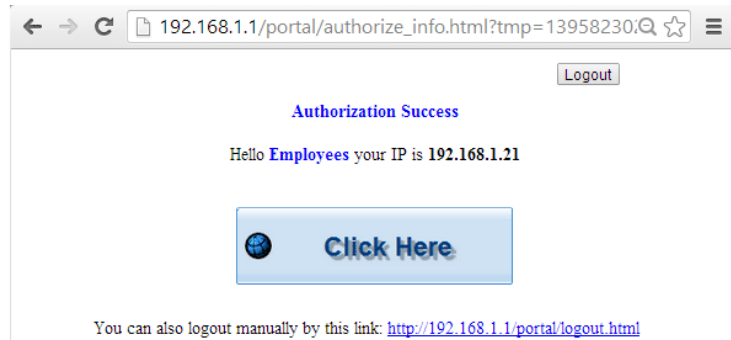 192.168.1.1/portal/authorize_info.html?tmp=139582302
Logout
Authorization Success
Hello Employees your IP is 192.168.1.21
Click Here
You can also logout manually by this link: http://192.168.1.1/portal/logout.html